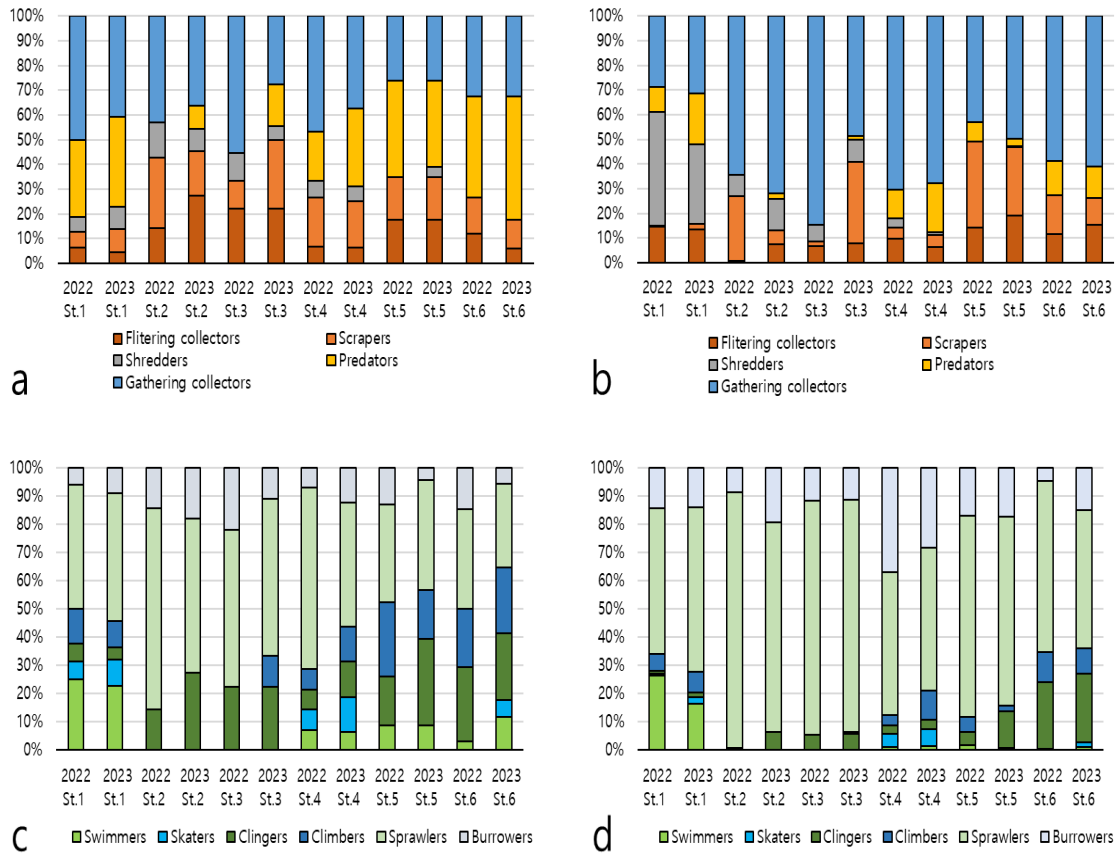 100%
90%
80%
70%
60%
50%
40%
30%
20%
10%
0%
2022 2023 2022 2023 2022 2023 2022 2023 2022 2023 2022 2023
St.1 St.1 St.2 St.2 St.3 St.3 St.4 St.4 St.5 St.5 St.6 St.6
Flitering collectors Scrapers
Shredders Predators
Gathering collectors
a
100%
90%
80%
70%
60%
50%
40%
30%
20%
10%
0%
2022 2023 2022 2023 2022 2023 2022 2023 2022 2023 2022 2023
St.1 St.1 St.2 St.2 St.3 St.3 St.4 St.4 St.5 St.5 St.6 St.6
Flitering collectors Scrapers
Shredders Predators
Gathering collectors
b
100%
90%
80%
70%
60%
50%
40%
30%
20%
10%
0%
2022 2023 2022 2023 2022 2023 2022 2023 2022 2023 2022 2023
St.1 St.1 St.2 St.2 St.3 St.3 St.4 St.4 St.5 St.5 St.6 St.6
c Swimmers Skaters Clingers Climbers Sprawlers Burrowers
100%
90%
80%
70%
60%
50%
40%
30%
20%
10%
0%
2022 2023 2022 2023 2022 2023 2022 2023 2022 2023 2022 2023
St.1 St.1 St.2 St.2 St.3 St.3 St.4 St.4 St.5 St.5 St.6 St.6
d Swimmers Skaters Clingers Climbers Sprawlers Burrowers